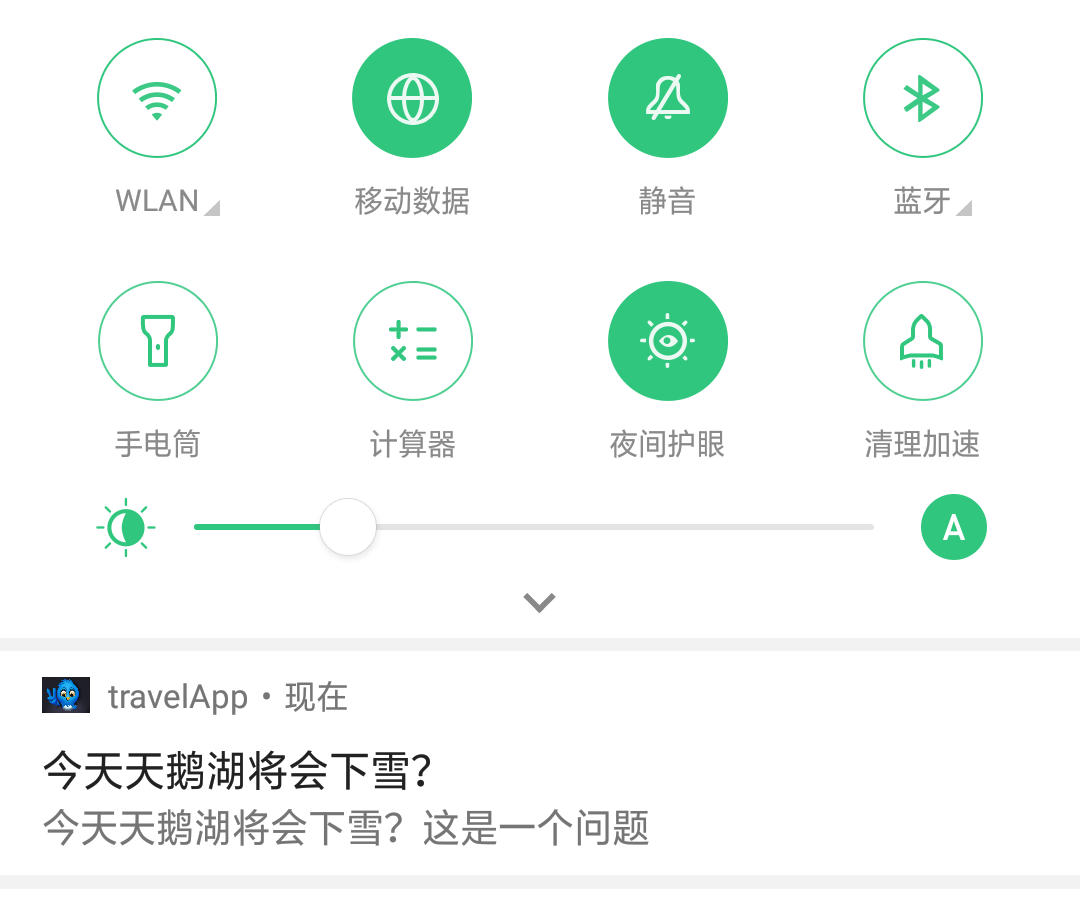 WLAN 移动数据 静音 蓝牙
手电筒 计算器 夜间护眼 清理加速
A
travelApp • 现在
今天天鹅湖将会下雪？
今天天鹅湖将会下雪？这是一个问题